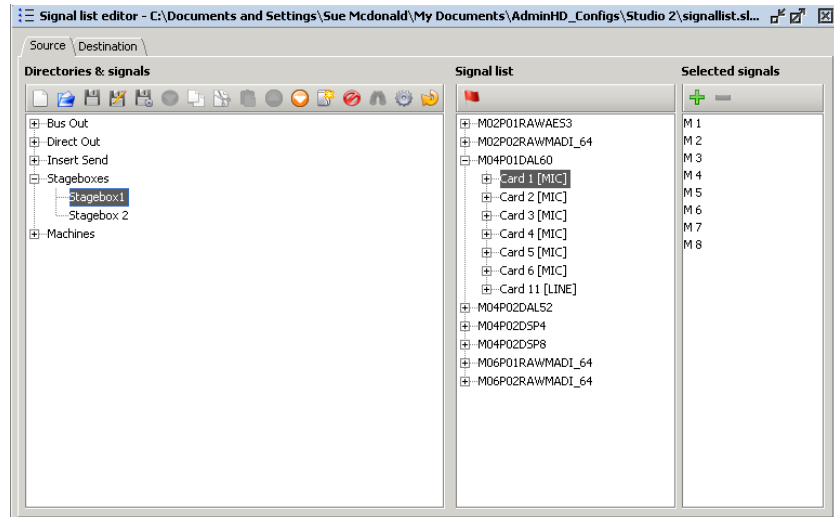 Signal list editor - C:\Documents and Settings\Sue Mcdonald\My Documents\AdminHD_Configs\Studio 2\signallist.sl...
Source
Destination
Directories & signals
Bus Out
Direct Out
Insert Send
Stageboxes
Stagebox1
Stagebox 2
Machines
Signal list
M02P01RAWAES3
M02P02RAWMADI_64
M04P01DAL60
Card 1 [MIC]
Card 2 [MIC]
Card 3 [MIC]
Card 4 [MIC]
Card 5 [MIC]
Card 6 [MIC]
Card 11 [LINE]
M04P02DAL52
M04P02DSP4
M04P02DSP8
M06P01RAWMADI_64
M06P02RAWMADI_64
Selected signals
M 1
M 2
M 3
M 4
M 5
M 6
M 7
M 8